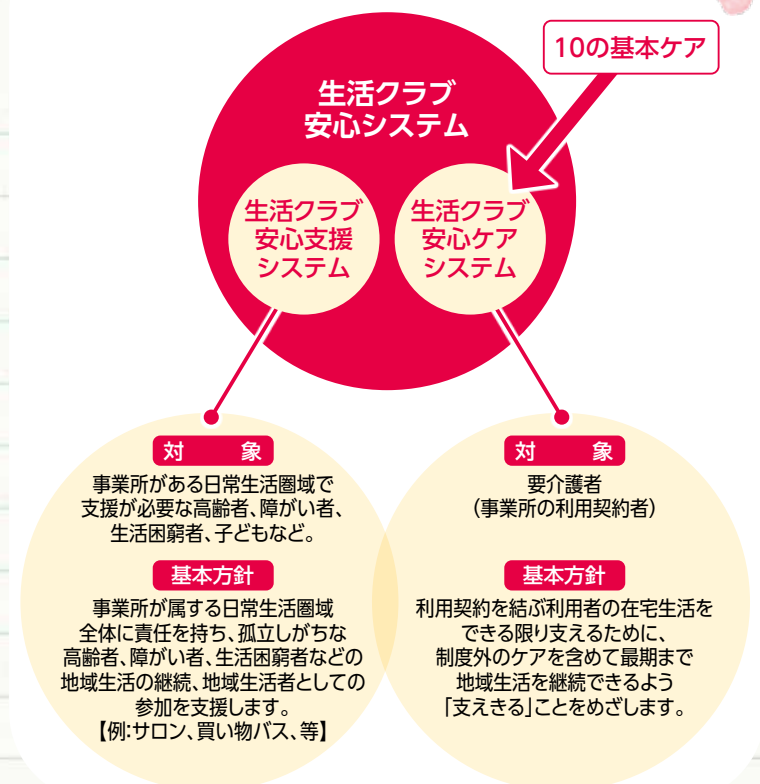 10の基本ケア
生活クラブ
安心システム
生活クラブ
安心支援
システム
生活クラブ
安心ケア
システム
対　象
事業所がある日常生活圏域で
支援が必要な高齢者、障がい者、
生活困窮者、子どもなど。
基本方針
事業所が属する日常生活圏域
全体に責任を持ち、孤立しがちな
高齢者、障がい者、生活困窮者などの
地域生活の継続、地域生活者としての
参加を支援します。
【例:サロン、買い物バス、等】
対　象
要介護者
(事業所の利用契約者)
基本方針
利用契約を結ぶ利用者の在宅生活を
できる限り支えるために、
制度外のケアを含めて最期まで
地域生活を継続できるよう
「支えきる」ことをめざします。